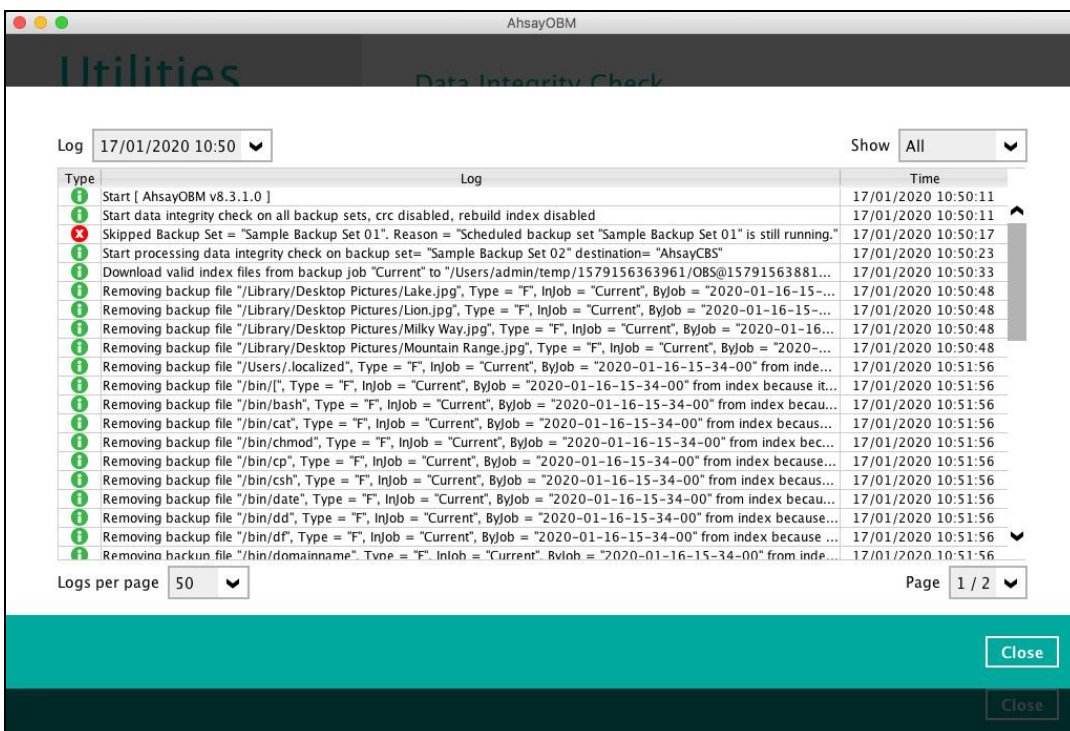 AhsayOBM
Utilities
Data Integrity Check
Log 17/01/2020 10:50 Show All
Type Log Time
Start [ AhsayOBM v8.3.1.0 ] 17/01/2020 10:50:11
Start data integrity check on all backup sets, crc disabled, rebuild index disabled 17/01/2020 10:50:11
Skipped Backup Set = "Sample Backup Set 01". Reason = "Scheduled backup set "Sample Backup Set 01" is still running." 17/01/2020 10:50:17
Start processing data integrity check on backup set= "Sample Backup Set 02" destination= "AhsayCBS" 17/01/2020 10:50:23
Download valid index files from backup job "Current" to "/Users/admin/temp/1579156363961/OBS@15791563881... 17/01/2020 10:50:33
Removing backup file "/Library/Desktop Pictures/Lake.jpg", Type = "F", InJob = "Current", ByJob = "2020-01-16-15-... 17/01/2020 10:50:48
Removing backup file "/Library/Desktop Pictures/Lion.jpg", Type = "F", InJob = "Current", ByJob = "2020-01-16-15-... 17/01/2020 10:50:48
Removing backup file "/Library/Desktop Pictures/Milky Way.jpg", Type = "F", InJob = "Current", ByJob = "2020-01-16... 17/01/2020 10:50:48
Removing backup file "/Library/Desktop Pictures/Mountain Range.jpg", Type = "F", InJob = "Current", ByJob = "2020-... 17/01/2020 10:50:48
Removing backup file "/Users/.localized", Type = "F", InJob = "Current", ByJob = "2020-01-16-15-34-00" from inde... 17/01/2020 10:51:56
Removing backup file "/bin/[", Type = "F", InJob = "Current", ByJob = "2020-01-16-15-34-00" from index because it... 17/01/2020 10:51:56
Removing backup file "/bin/bash", Type = "F", InJob = "Current", ByJob = "2020-01-16-15-34-00" from index becau... 17/01/2020 10:51:56
Removing backup file "/bin/cat", Type = "F", InJob = "Current", ByJob = "2020-01-16-15-34-00" from index becaus... 17/01/2020 10:51:56
Removing backup file "/bin/chmod", Type = "F", InJob = "Current", ByJob = "2020-01-16-15-34-00" from index bec... 17/01/2020 10:51:56
Removing backup file "/bin/cp", Type = "F", InJob = "Current", ByJob = "2020-01-16-15-34-00" from index because... 17/01/2020 10:51:56
Removing backup file "/bin/csh", Type = "F", InJob = "Current", ByJob = "2020-01-16-15-34-00" from index becaus... 17/01/2020 10:51:56
Removing backup file "/bin/date", Type = "F", InJob = "Current", ByJob = "2020-01-16-15-34-00" from index becau... 17/01/2020 10:51:56
Removing backup file "/bin/dd", Type = "F", InJob = "Current", ByJob = "2020-01-16-15-34-00" from index because... 17/01/2020 10:51:56
Removing backup file "/bin/df", Type = "F", InJob = "Current", ByJob = "2020-01-16-15-34-00" from index because ... 17/01/2020 10:51:56
Removing backup file "/bin/domainname", Type = "F", InJob = "Current", ByJob = "2020-01-16-15-34-00" from inde... 17/01/2020 10:51:56
Logs per page 50 Page 1 / 2
Close
Close